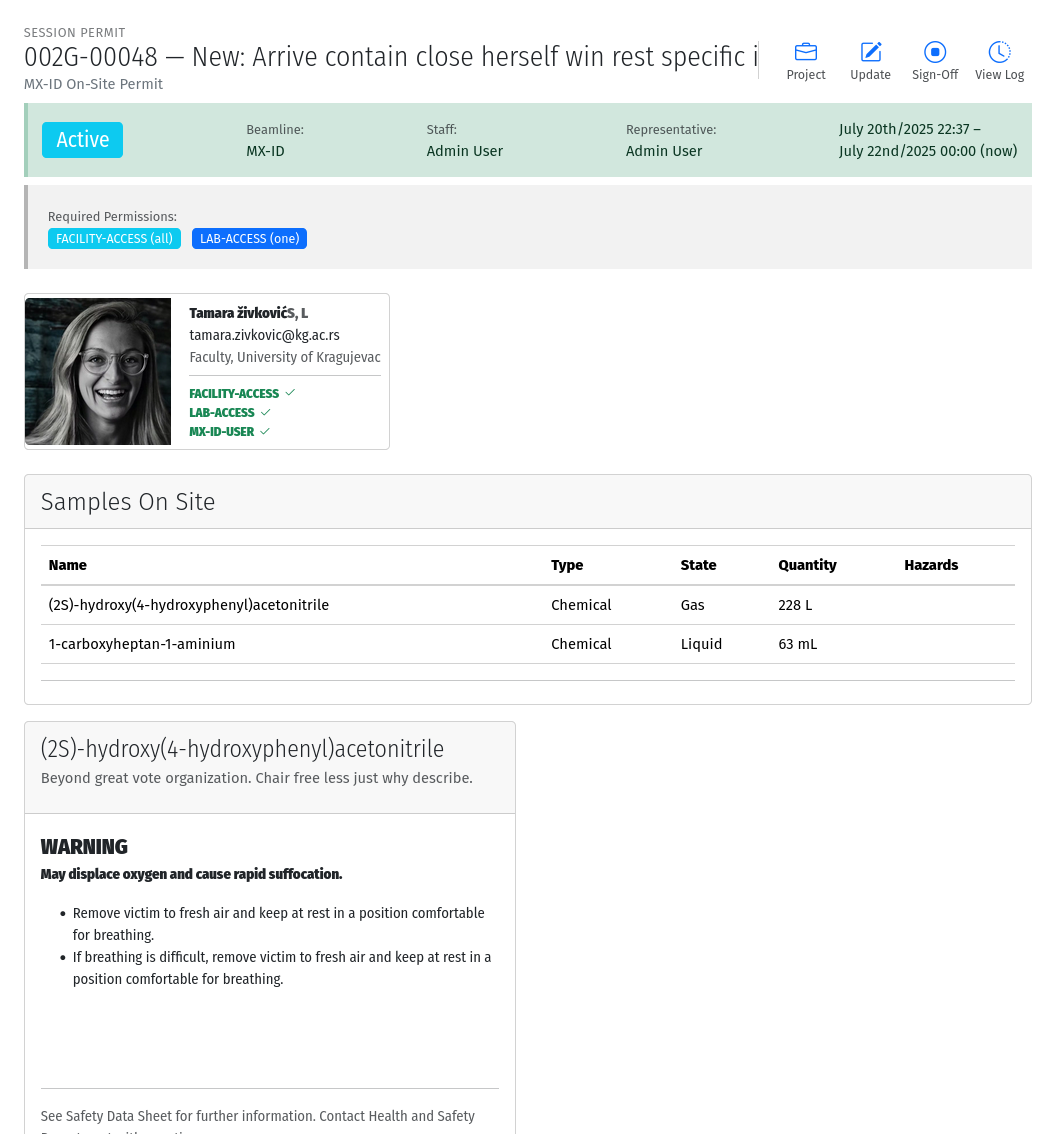 SESSION PERMIT
002G-00048 — New: Arrive contain close herself win rest specific
MX-ID On-Site Permit
Project
Update
Sign-Off
View Log
Active
Beamline:
MX-ID
Staff:
Admin User
Representative:
Admin User
July 20th/2025 22:37 –
July 22nd/2025 00:00 (now)
Required Permissions:
FACILITY-ACCESS (all)
LAB-ACCESS (one)
Tamara živkovićS, L
tamara.zivkovic@kg.ac.rs
Faculty, University of Kragujevac
FACILITY-ACCESS
LAB-ACCESS
MX-ID-USER
Samples On Site
Name Type State Quantity Hazards
(2S)-hydroxy(4-hydroxyphenyl)acetonitrile Chemical Gas 228 L
1-carboxyheptan-1-aminium Chemical Liquid 63 mL
(2S)-hydroxy(4-hydroxyphenyl)acetonitrile
Beyond great vote organization. Chair free less just why describe.
WARNING
May displace oxygen and cause rapid suffocation.
• Remove victim to fresh air and keep at rest in a position comfortable
for breathing.
• If breathing is difficult, remove victim to fresh air and keep at rest in a
position comfortable for breathing.
See Safety Data Sheet for further information. Contact Health and Safety